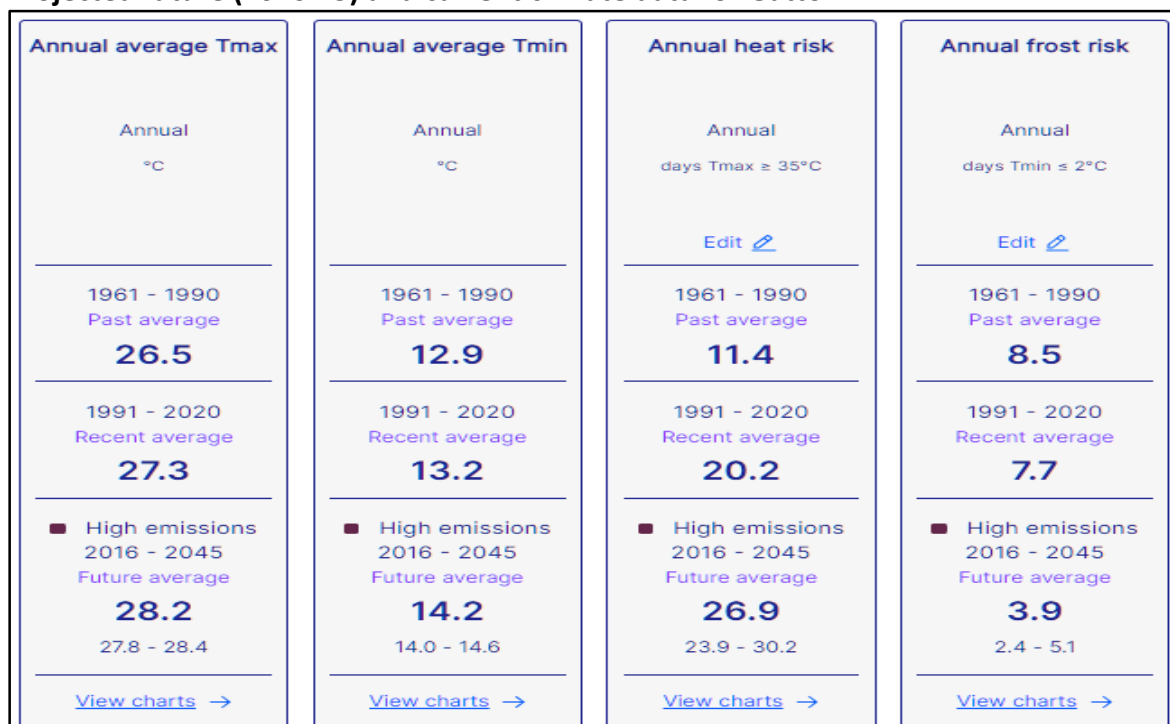 and current climate data for
Annual average Tmax
Annual
°C
1961 - 1990
Past average
26.5
1991 - 2020
Recent average
27.3
High emissions
2016 - 2045
Future average
28.2
27.8 - 28.4
View charts →
Annual average Tmin
Annual
°C
1961 - 1990
Past average
12.9
1991 - 2020
Recent average
13.2
High emissions
2016 - 2045
Future average
14.2
14.0 - 14.6
View charts →
Annual heat risk
Annual
days Tmax ≥ 35°C
Edit
1961 - 1990
Past average
11.4
1991 - 2020
Recent average
20.2
High emissions
2016 - 2045
Future average
26.9
23.9 - 30.2
View charts →
Annual frost risk
Annual
days Tmin ≤ 2°C
Edit
1961 - 1990
Past average
8.5
1991 - 2020
Recent average
7.7
High emissions
2016 - 2045
Future average
3.9
2.4 - 5.1
View charts →